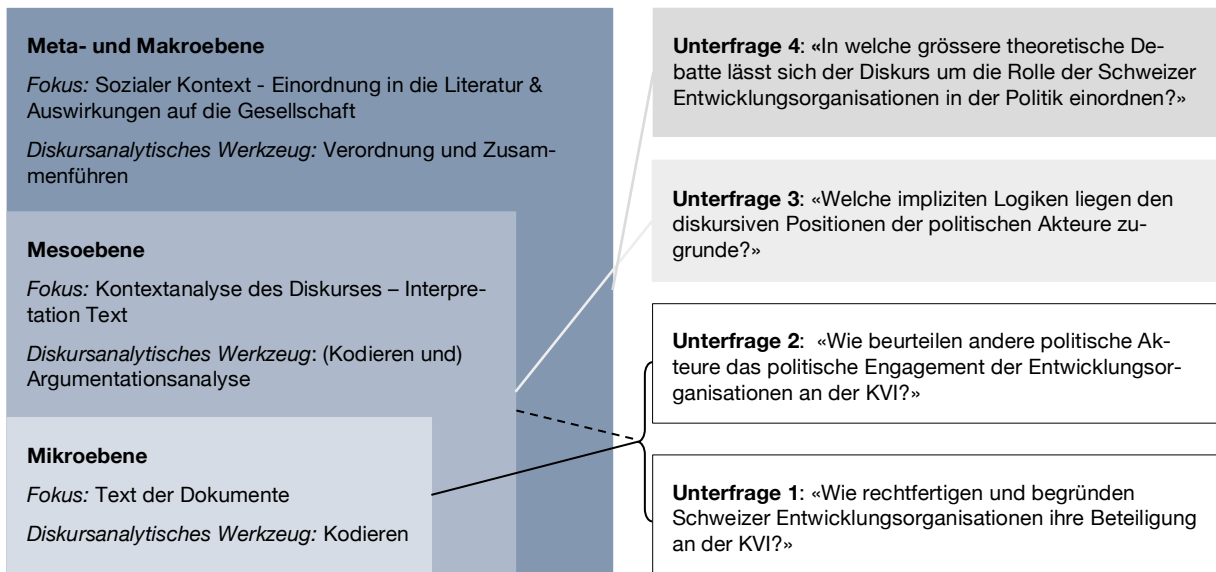 Meta- und Makroebene
Fokus: Sozialer Kontext - Einordnung in die Literatur &
Auswirkungen auf die Gesellschaft
Diskursanalytisches Werkzeug: Verordnung und Zusam-
menführen
Mesoebene
Fokus: Kontextanalyse des Diskurses – Interpre-
tation Text
Diskursanalytisches Werkzeug: (Kodieren und)
Argumentationsanalyse
Mikroebene
Fokus: Text der Dokumente
Diskursanalytisches Werkzeug: Kodieren
Unterfrage 4: «In welche grössere theoretische De-
batte lässt sich der Diskurs um die Rolle der Schweizer
Entwicklungsorganisationen in der Politik einordnen?»
Unterfrage 3: «Welche impliziten Logiken liegen den
diskursiven Positionen der politischen Akteure zu-
grunde?»
Unterfrage 2: «Wie beurteilen andere politische Ak-
teure das politische Engagement der Entwicklungsor-
ganisationen an der KVI?»
Unterfrage 1: «Wie rechtfertigen und begründen
Schweizer Entwicklungsorganisationen ihre Beteiligung
an der KVI?»